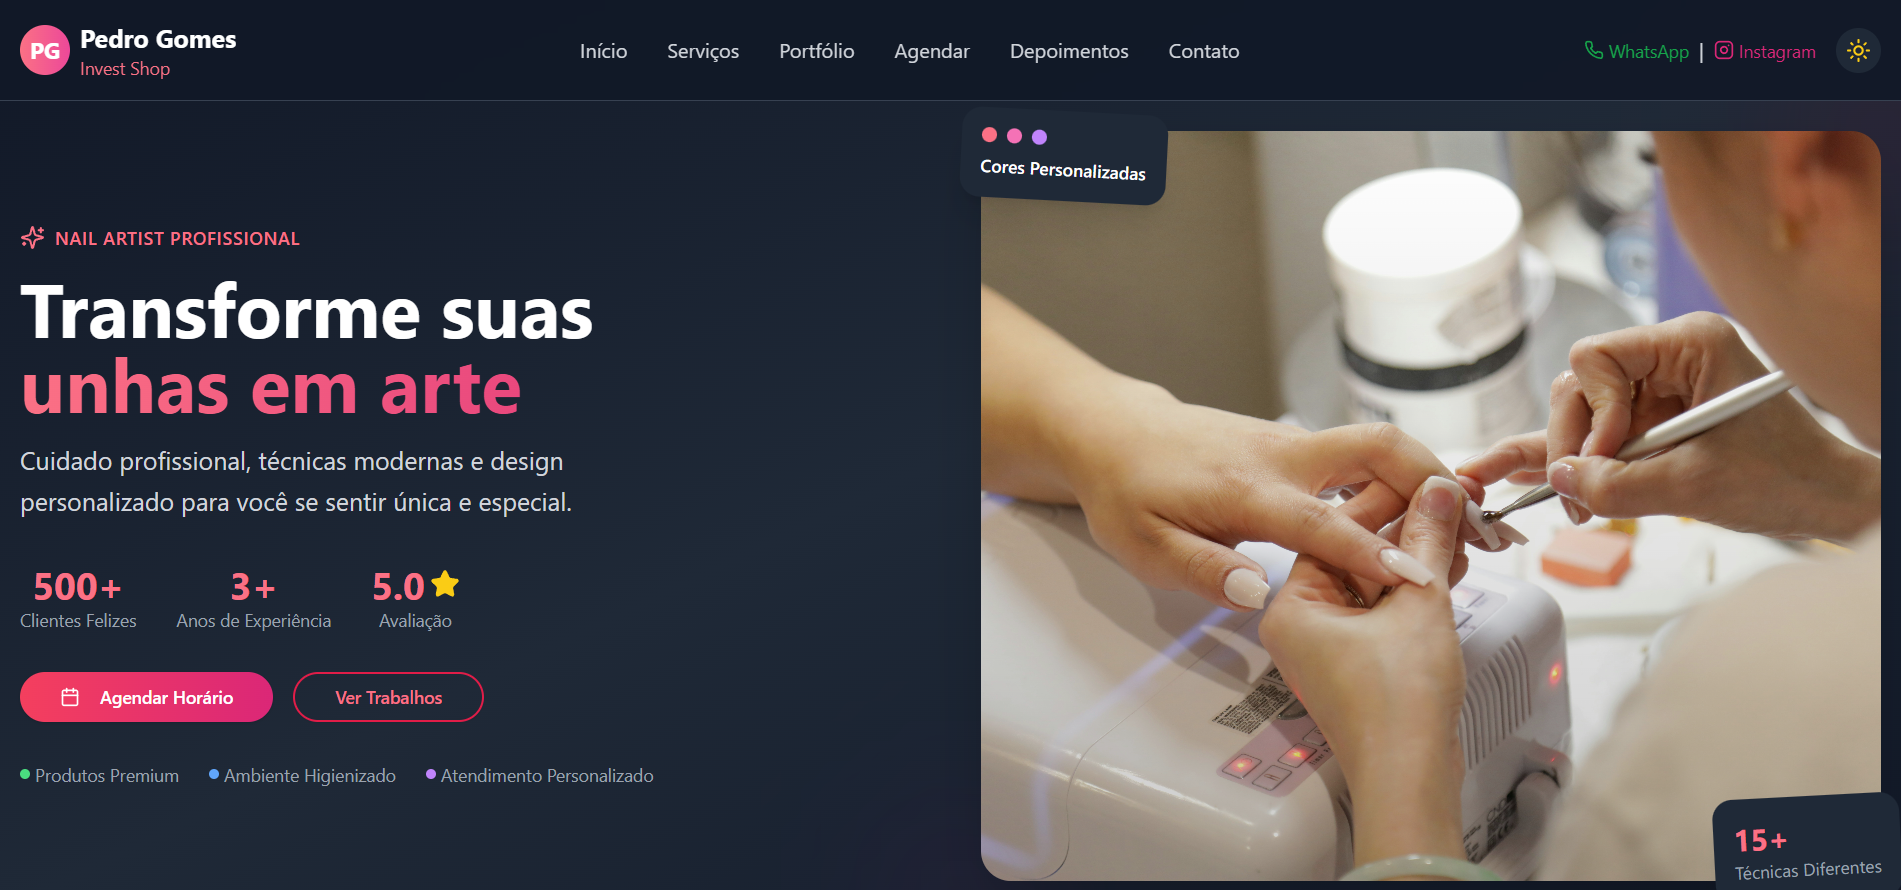 PG
Pedro Gomes
Invest Shop
Início
Serviços
Portfólio
Agendar
Depoimentos
Contato
WhatsApp | Instagram
Cores Personalizadas
NAIL ARTIST PROFISSIONAL
Transforme suas
unhas em arte
Cuidado profissional, técnicas modernas e design
personalizado para você se sentir única e especial.
500+
Clientes Felizes
3+
Anos de Experiência
5.0
Avaliação
Agendar Horário
Ver Trabalhos
Produtos Premium
Ambiente Higienizado
Atendimento Personalizado
15+
Técnicas Diferentes